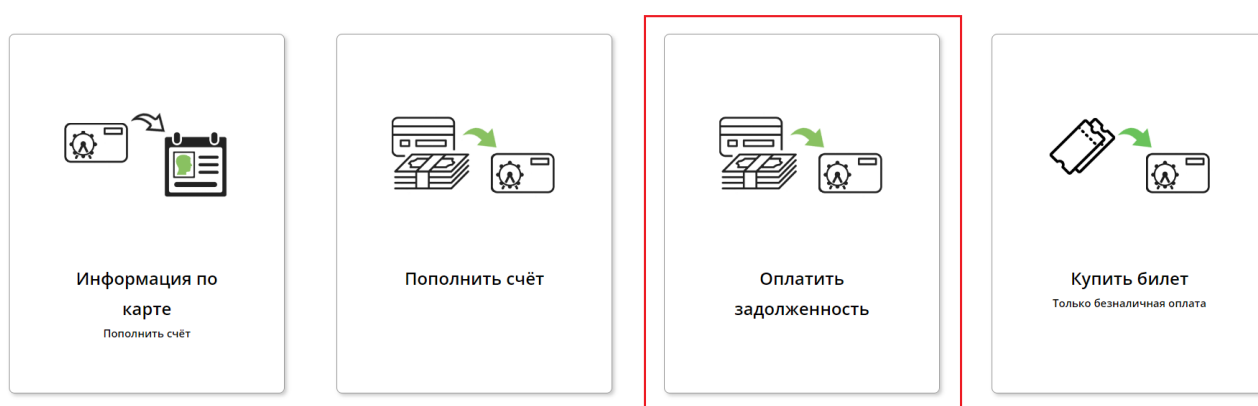 Информация по
карте
Пополнить счёт
Пополнить счёт
Оплатить
задолженность
Купить билет
Только безналичная оплата